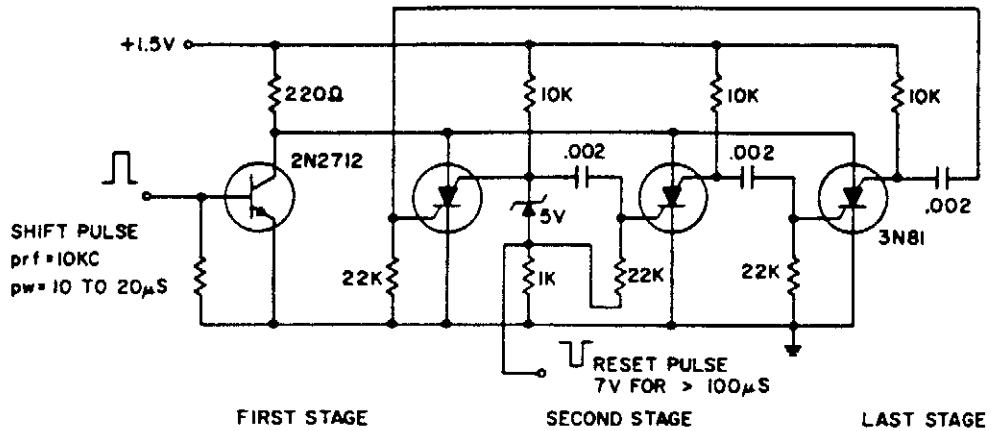 +1.5V
220Ω
10K
10K
10K
2N2712
.002
.002
.002
5V
3N81
SHIFT PULSE
prf=10KC
pw= 10 TO 20μS
22K
1K
22K
22K
RESET PULSE
7V FOR > 100μS
FIRST STAGE
SECOND STAGE
LAST STAGE